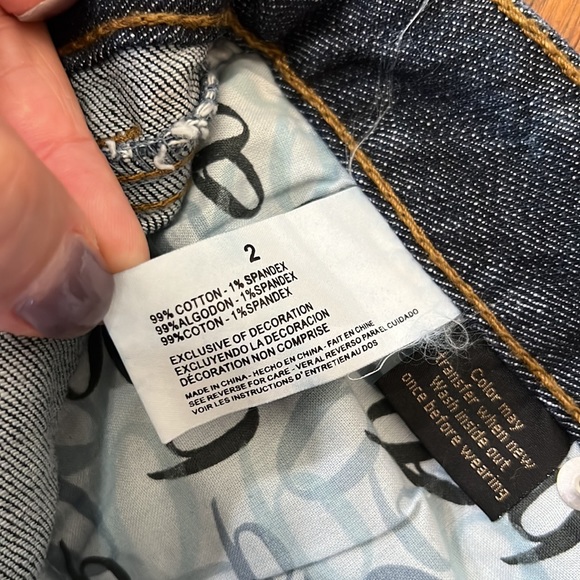 2
99% COTTON - 1% SPANDEX
99% ALGODON - 1% SPANDEX
99% COTON - 1% SPANDEX
EXCLUSIVE OF DECORATION
EXCLUYENDO LA DECORACION
DÉCORATION NON COMPRISE
MADE IN CHINA - HECHO EN CHINA - FAIT EN CHINE
SEE REVERSE FOR CARE - VER AL REVERSO PARA EL CUIDADO
VOIR LES INSTRUCTIONS D'ENTRETIEN AU DOS
Color may
transfer when new
Wash inside out
once before wearing